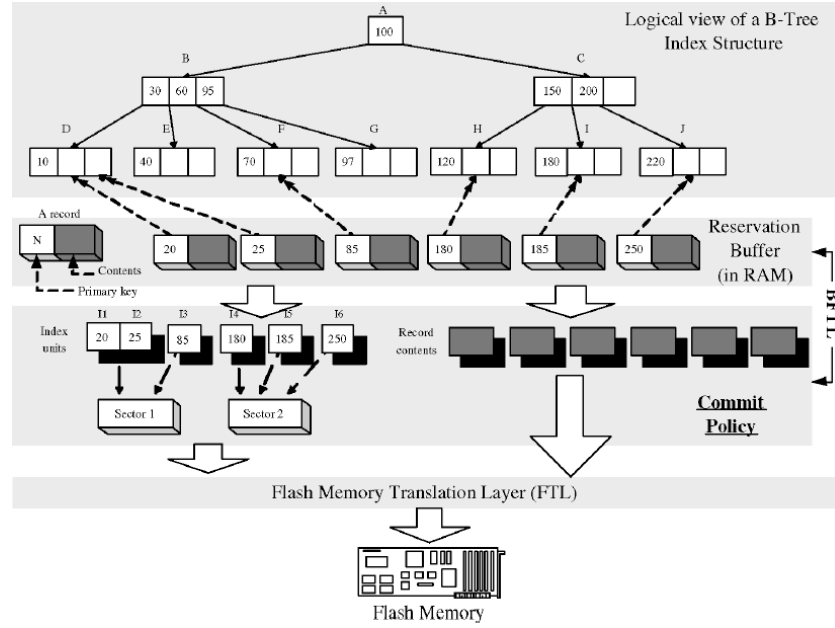 Logical view of a B-Tree
Index Structure
A
100
B
C
30 60 95
150 200
D E F G H I J
10 40 70 97 120 180 220
A record
N
Contents
Primary key
20 25 85 180 185 250
Reservation
Buffer
(in RAM)
BFTL
I1 I2 I3 I4 I5 I6
Index
units
20 25 85 180 185 250
Record
contents
Sector 1 Sector 2
Commit
Policy
Flash Memory Translation Layer (FTL)
Flash Memory